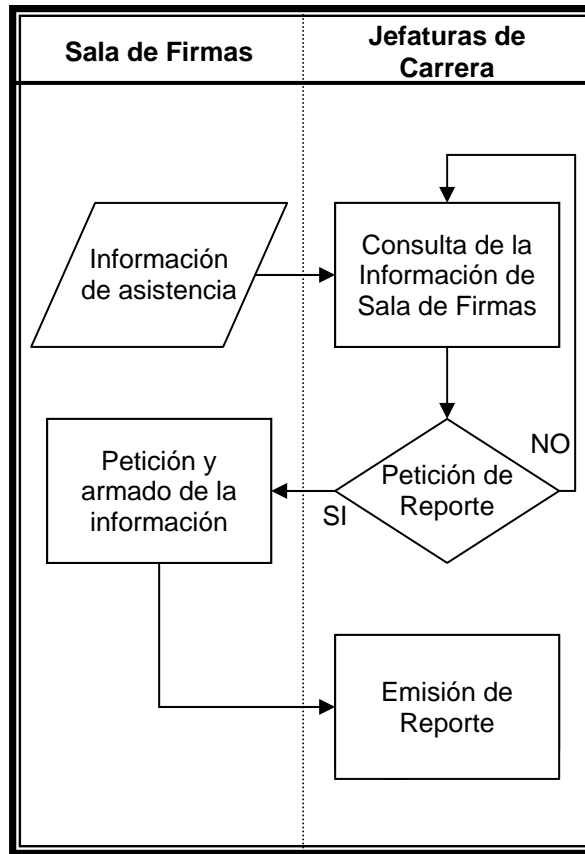 Sala de Firmas
Jefaturas de
Carrera
Información
de asistencia
Consulta de la
Información de
Sala de Firmas
Petición y
armado de la
información
SI
Petición de
Reporte
NO
Emisión de
Reporte